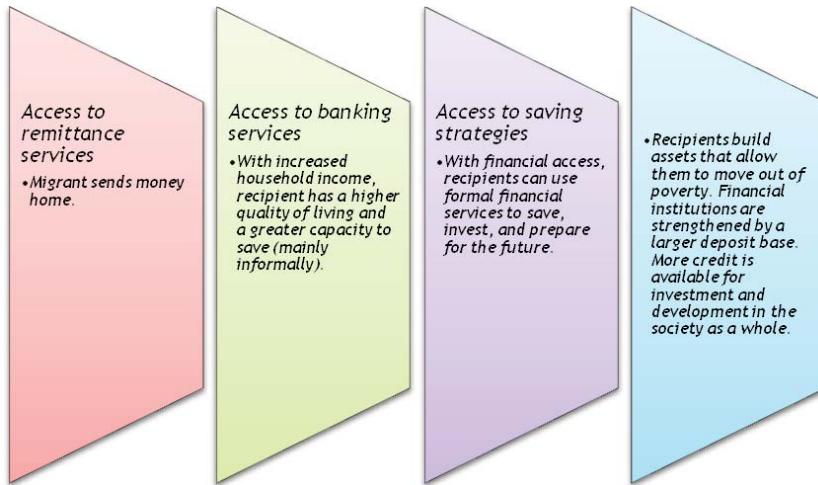 Access to
remittance
services
•Migrant sends money
home.
Access to banking
services
•With increased
household income,
recipient has a higher
quality of living and
a greater capacity to
save (mainly
informally).
Access to saving
strategies
•With financial access,
recipients can use
formal financial
services to save,
invest, and prepare
for the future.
•Recipients build
assets that allow
them to move out of
poverty. Financial
institutions are
strengthened by
a larger deposit base.
More credit is
available for
investment and
development in the
society as a whole.